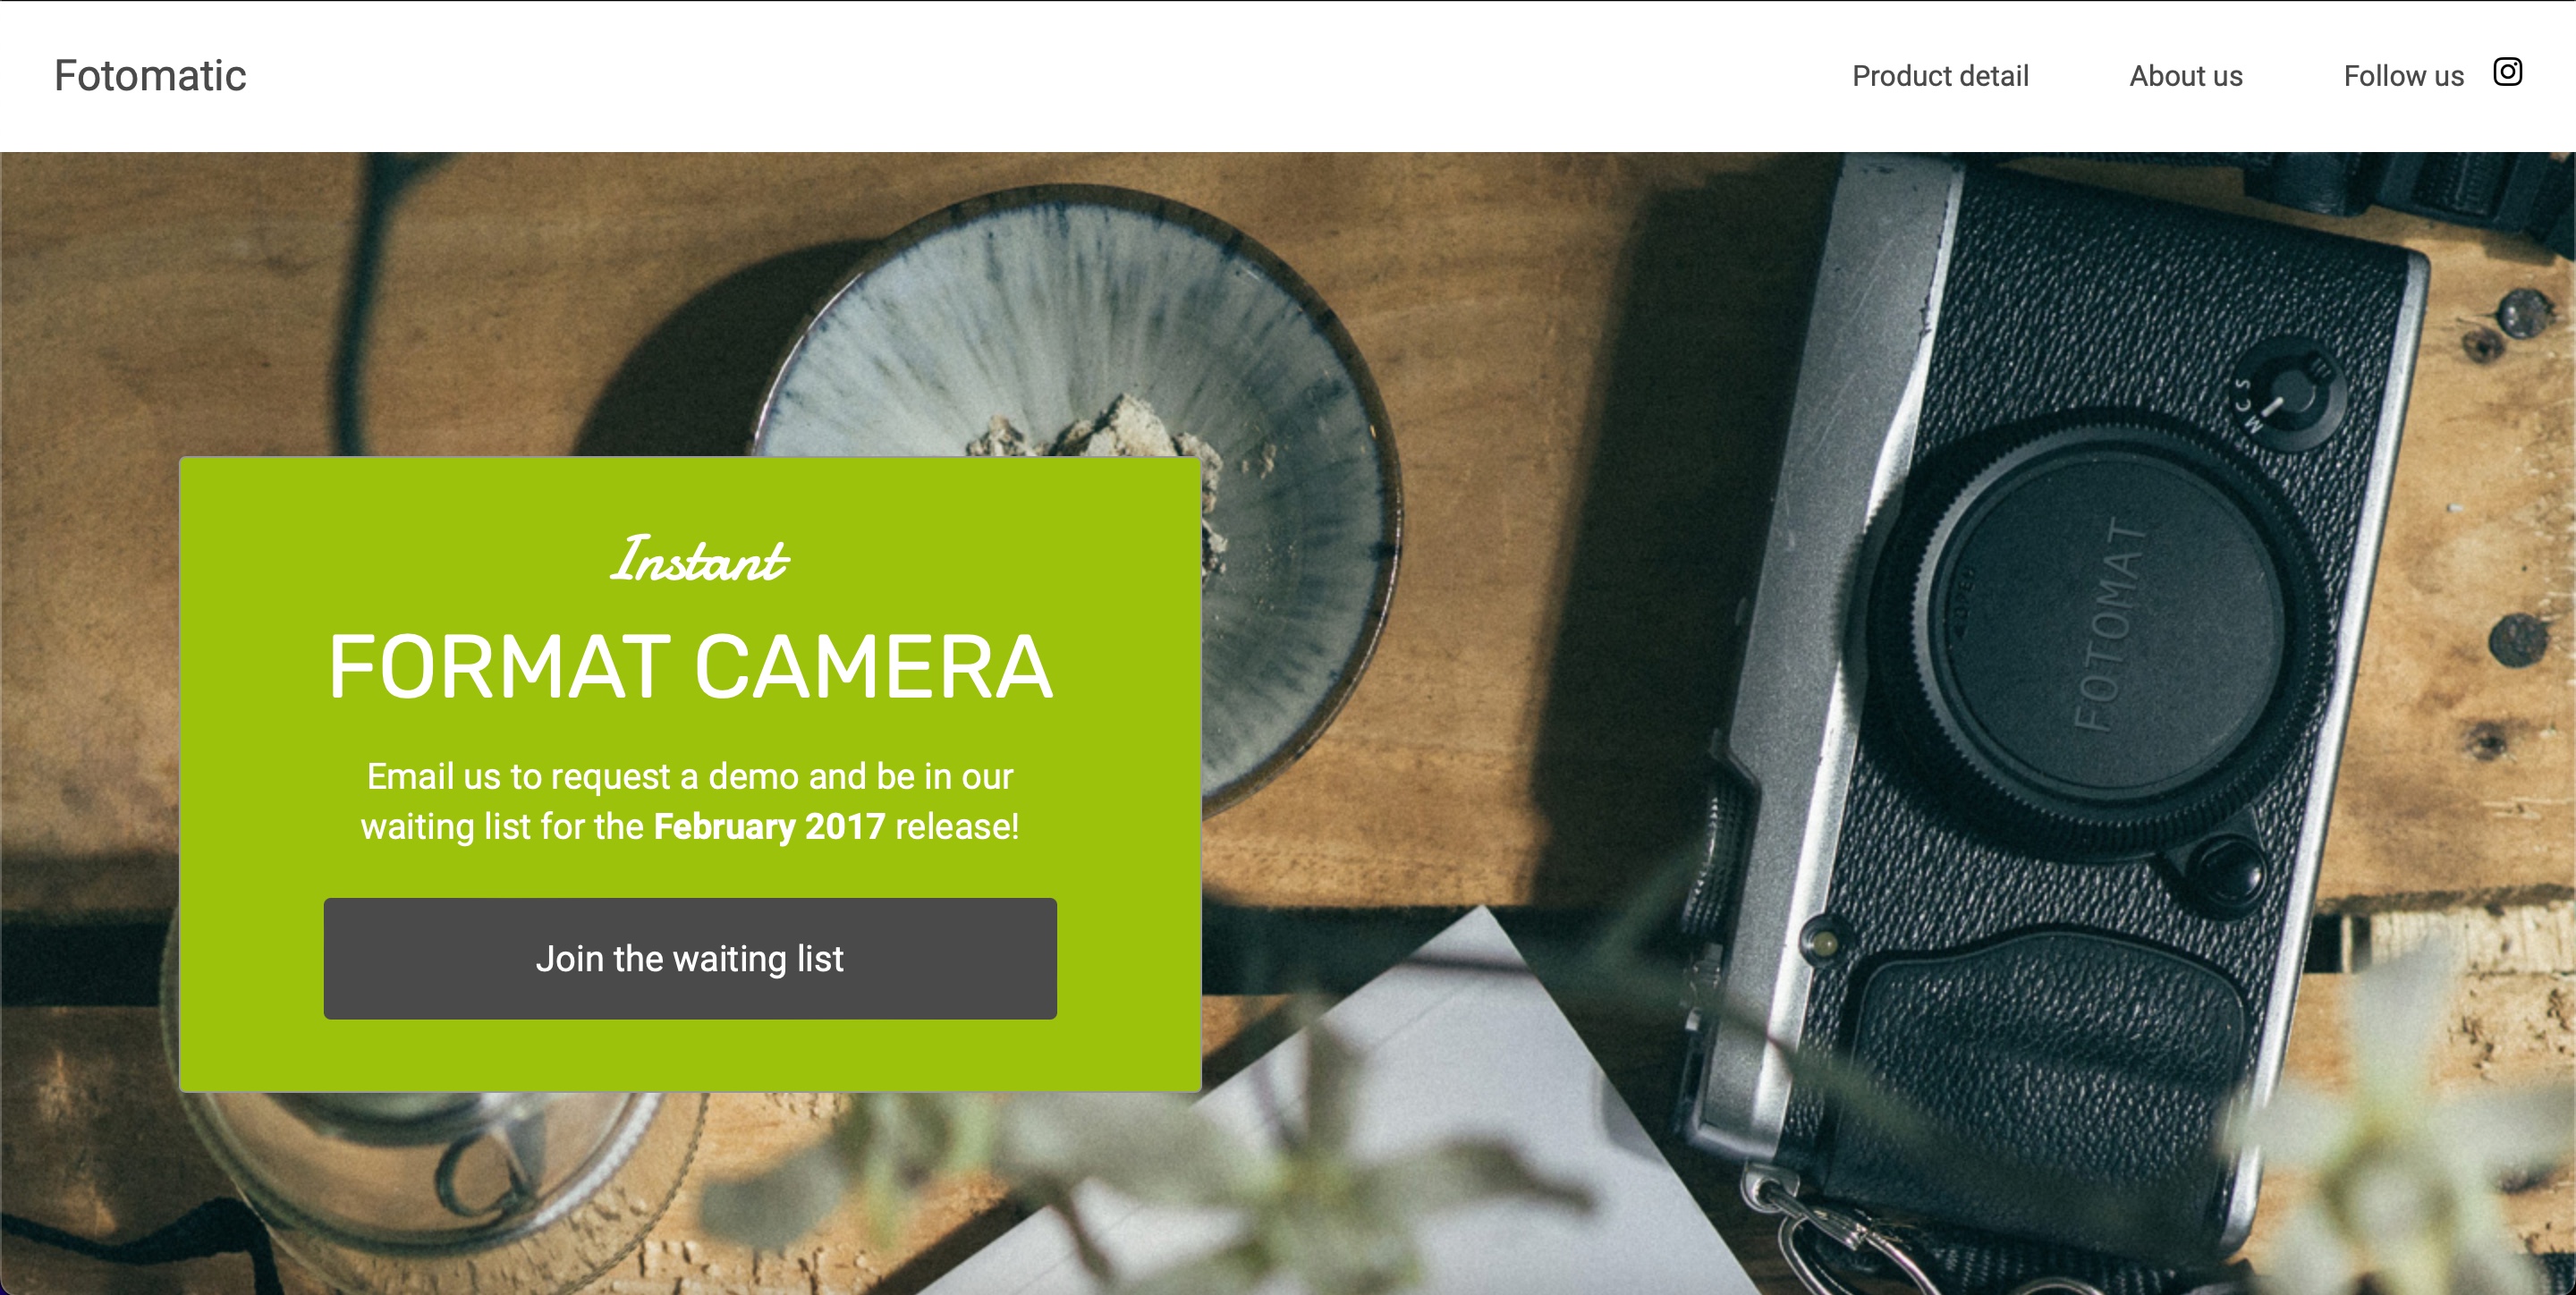 Fotomatic
Product detail About us Follow us
Instant
FORMAT CAMERA
Email us to request a demo and be in our
waiting list for the February 2017 release!
Join the waiting list
M C S
FOTOMAT